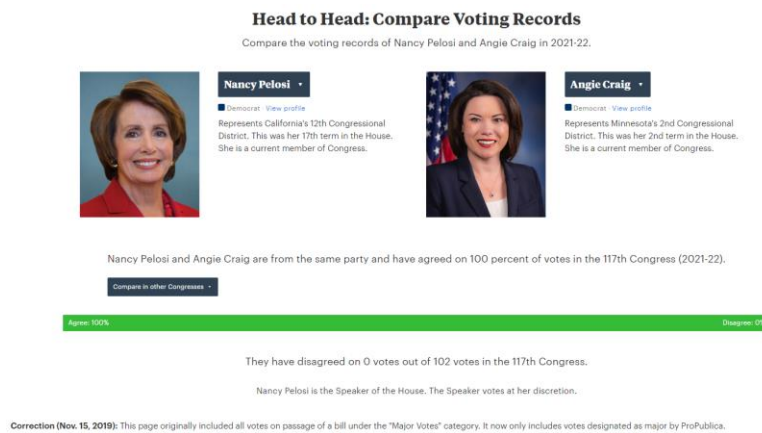 Head to Head: Compare Voting Records
Compare the voting records of Nancy Pelosi and Angie Craig in 2021-22.
Nancy Pelosi
Democrat View profile
Represents California's 12th Congressional
District. This was her 17th term in the House.
She is a current member of Congress.
Angie Craig
Democrat View profile
Represents Minnesota's 2nd Congressional
District. This was her 2nd term in the House.
She is a current member of Congress.
Nancy Pelosi and Angie Craig are from the same party and have agreed on 100 percent of votes in the 117th Congress (2021-22).
Compare in other Congresses
Agree: 100% Disagree: 0%
They have disagreed on 0 votes out of 102 votes in the 117th Congress.
Nancy Pelosi is the Speaker of the House. The Speaker votes at her discretion.
Correction (Nov. 15, 2019): This page originally included all votes on passage of a bill under the "Major Votes" category. It now only includes votes designated as major by ProPublica.